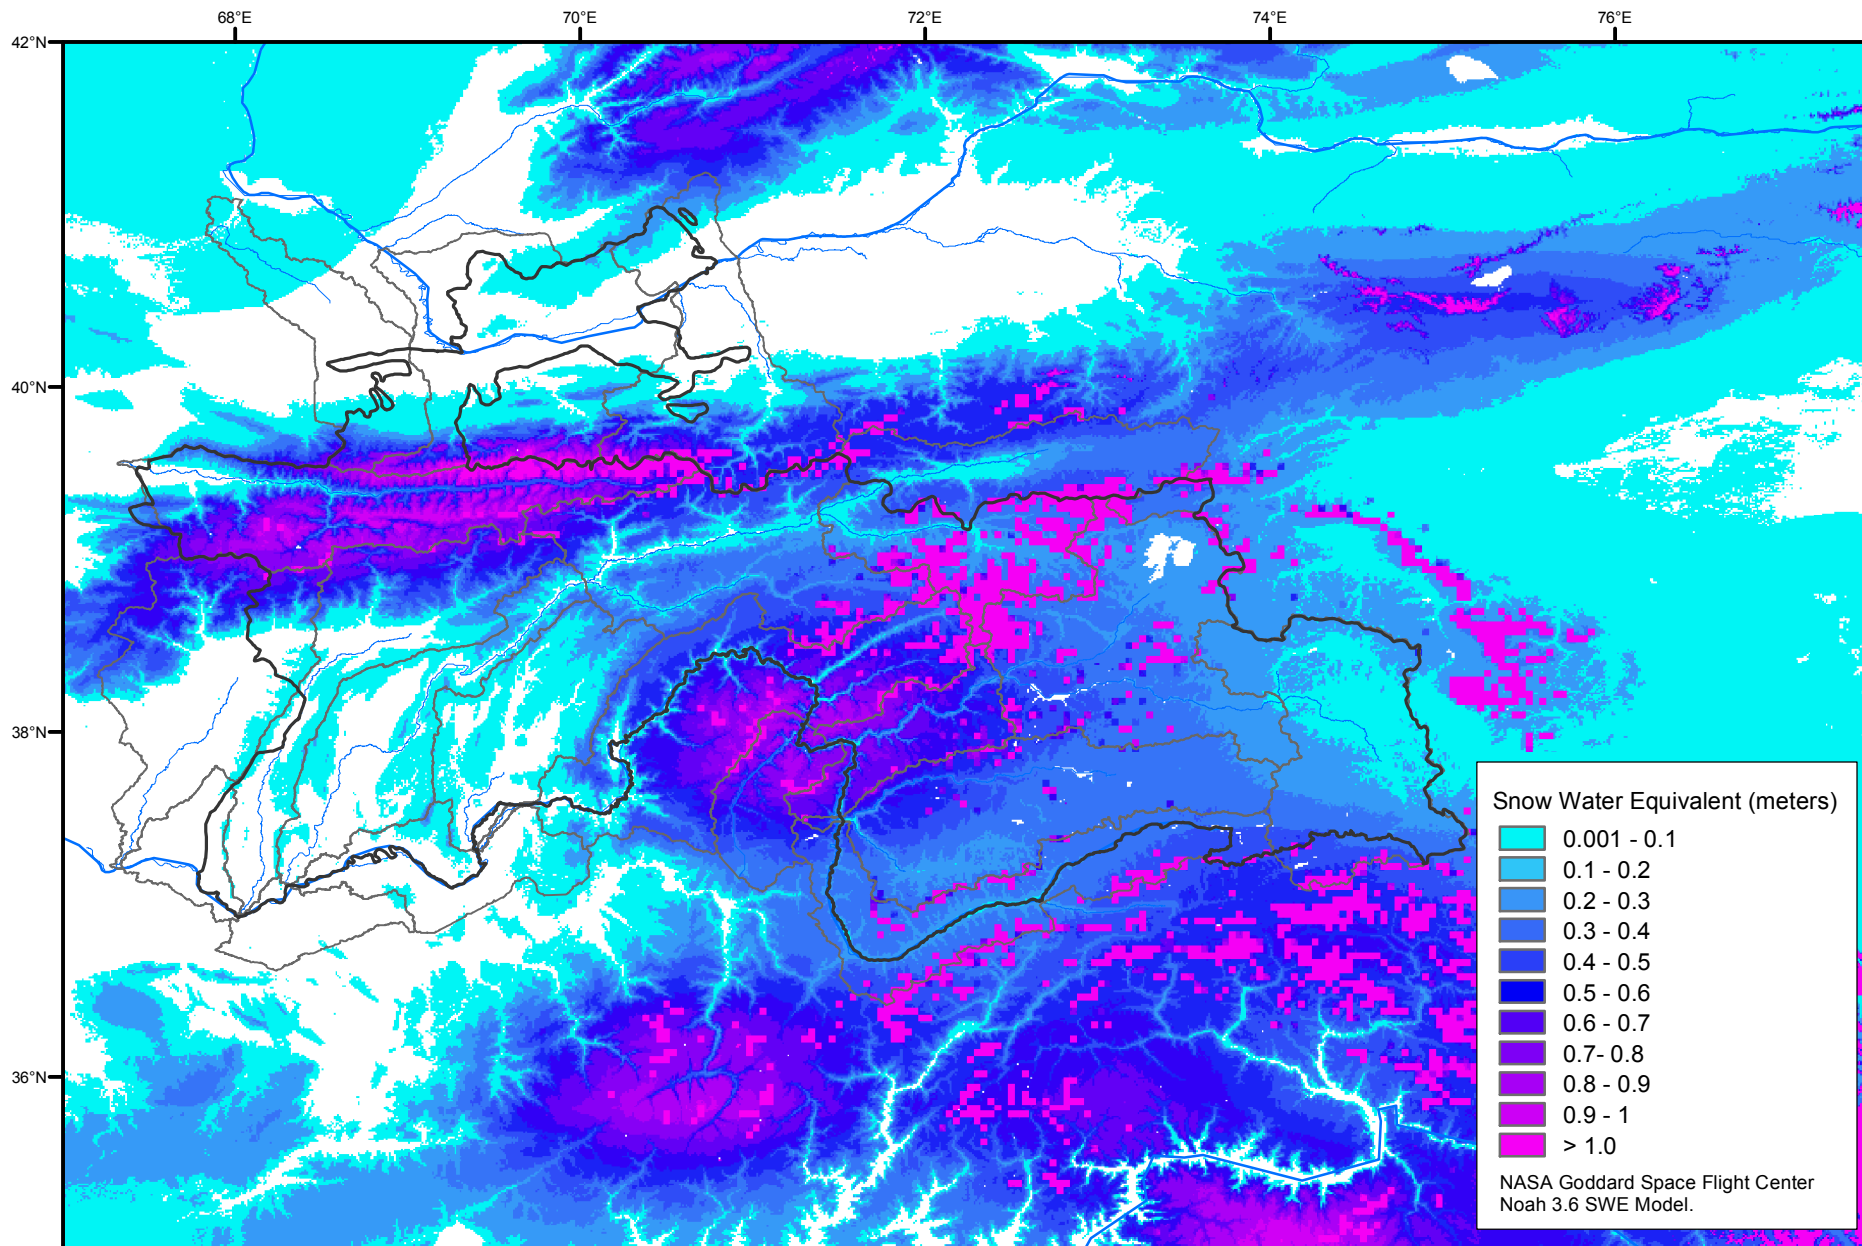 68°E 70°E 72°E 74°E 76°E
42°N
40°N
38°N
36°N
Snow Water Equivalent (meters)
0.001 - 0.1
0.1 - 0.2
0.2 - 0.3
0.3 - 0.4
0.4 - 0.5
0.5 - 0.6
0.6 - 0.7
0.7- 0.8
0.8 - 0.9
0.9 - 1
> 1.0
NASA Goddard Space Flight Center
Noah 3.6 SWE Model.